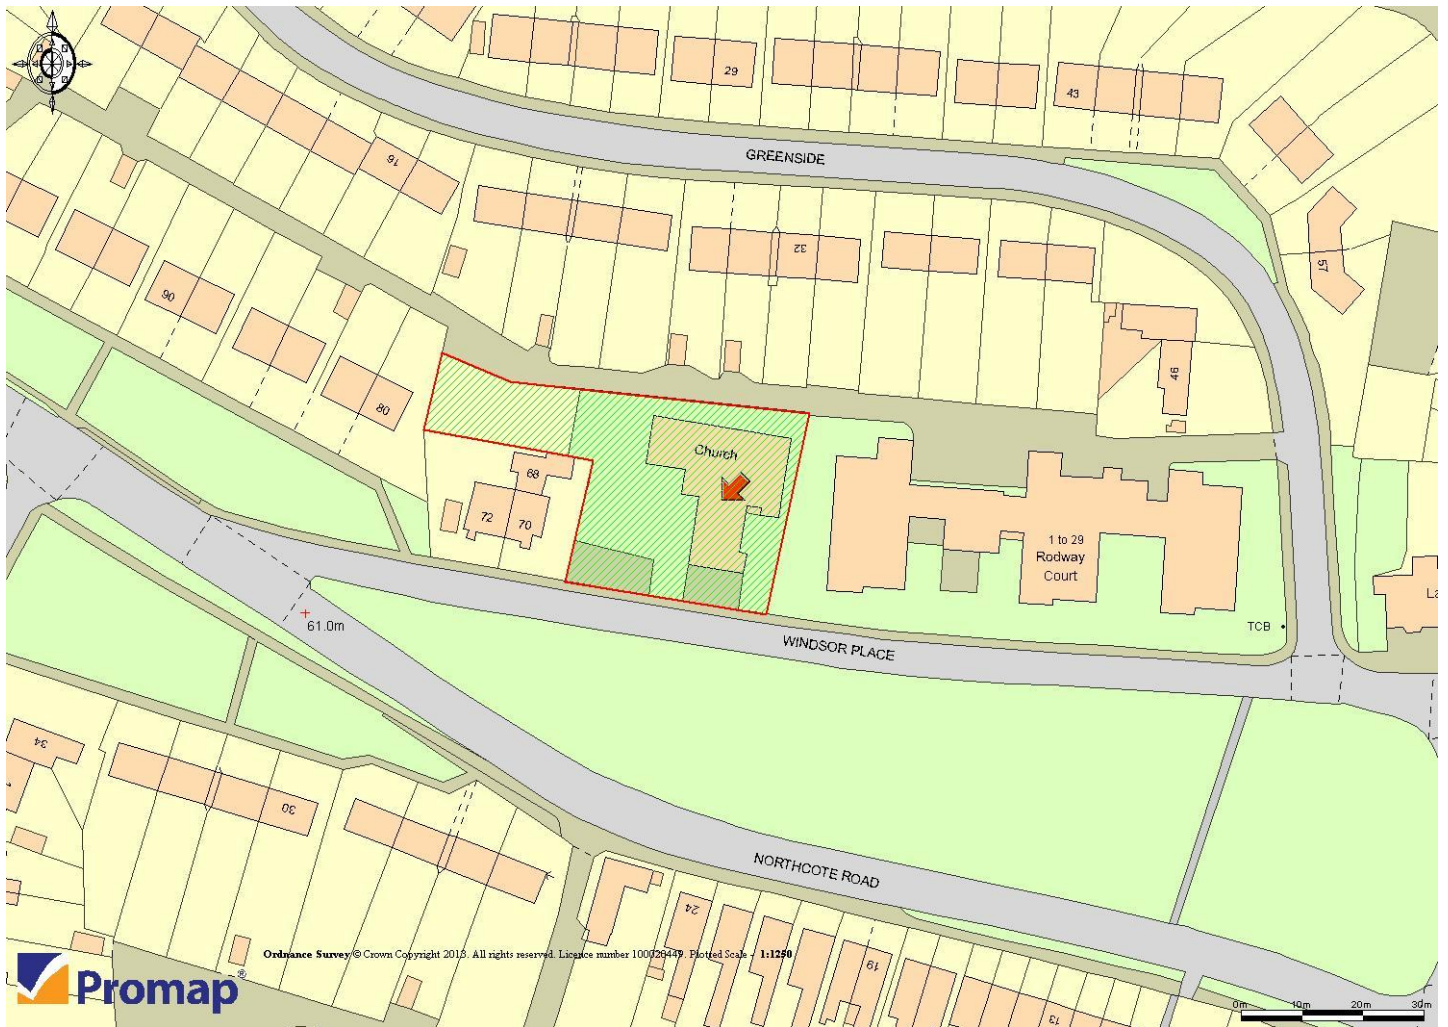 29
43
GREENSIDE
16
32
57
90
46
80
Church
68
72
70
1 to 29
Rodway
Court
61.0m
TCB
WINDSOR PLACE
La
34
30
NORTHCOTE ROAD
24
Ordnance Survey © Crown Copyright 2013. All rights reserved. Licence number 100020449. Plotted Scale - 1:1250
19
Promap®
13
0m 10m 20m 30m